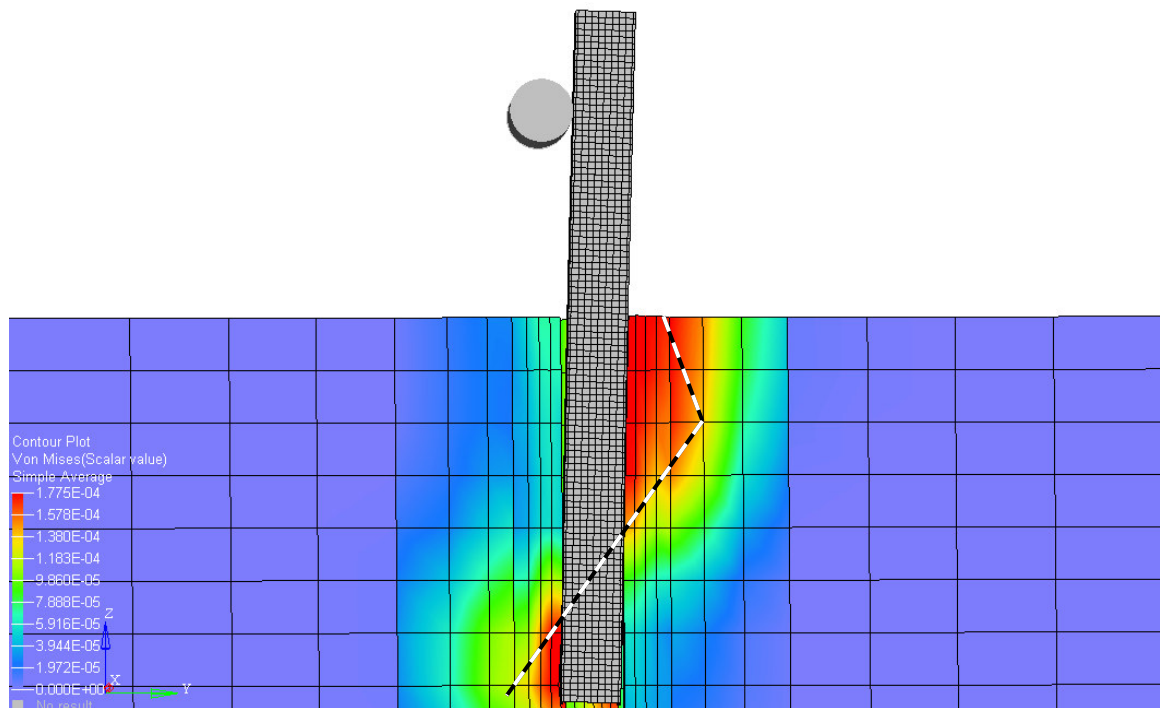 Contour Plot
Von Mises(Scalar value)
Simple Average
1.775E-04
1.578E-04
1.380E-04
1.183E-04
9.860E-05
7.888E-05
5.916E-05
3.944E-05
1.972E-05
0.000E+00
No result
Z
X
Y